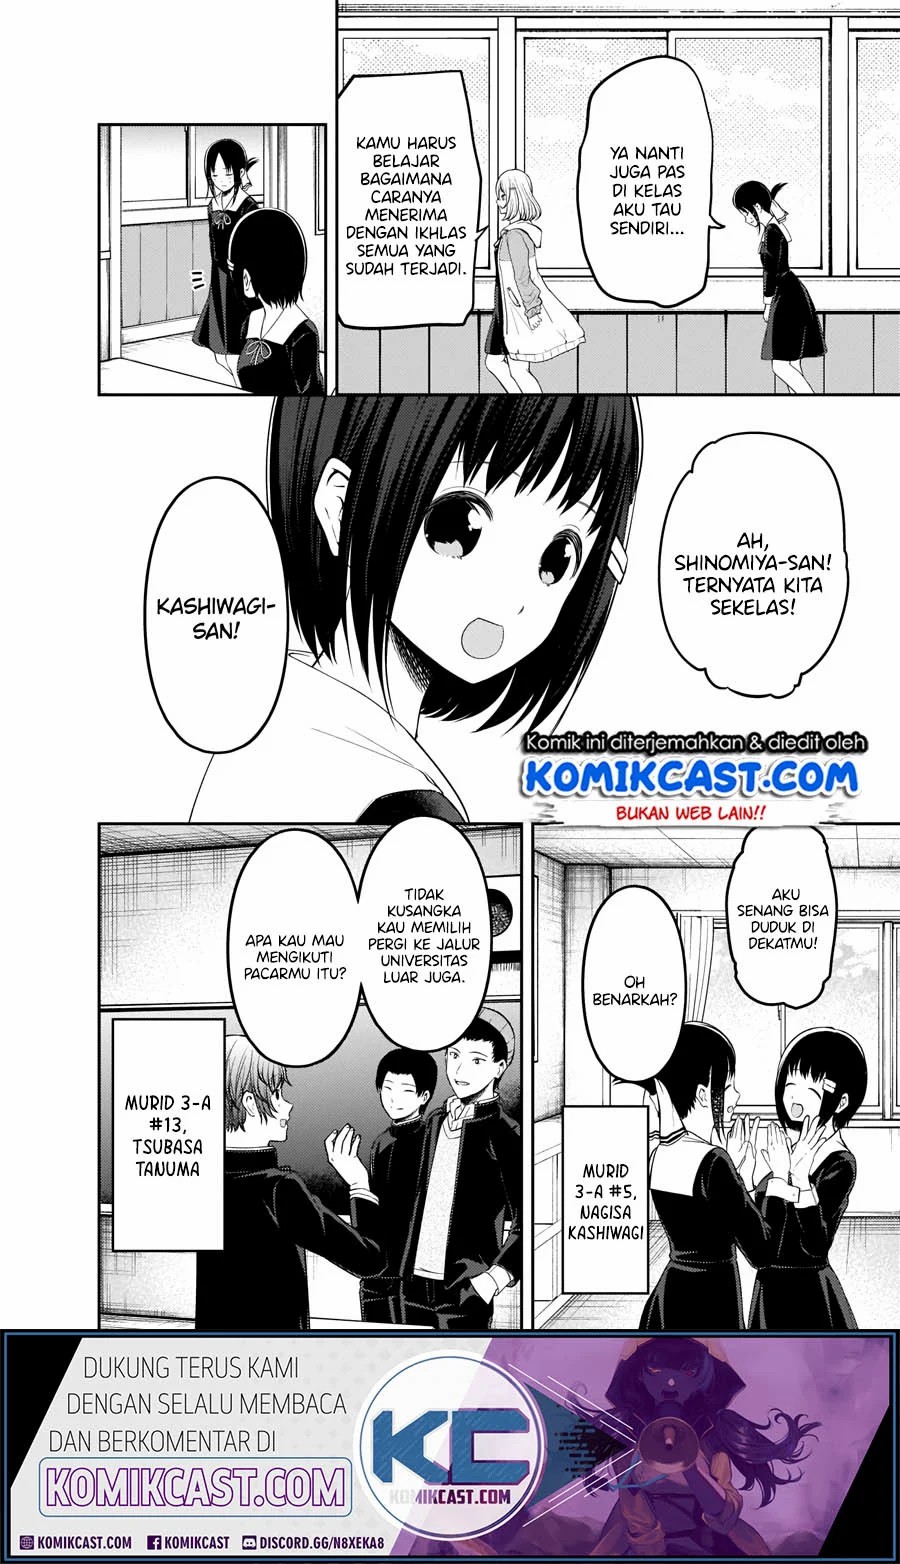 YA NANTI
JUGA PAS
DI KELAS
AKU TAU
SENDIRI...
KAMU HARUS
BELAJAR
BAGAIMANA
CARANYA
MENERIMA
DENGAN IKHLAS
SEMUA YANG
SUDAH TERJADI.
AH,
SHINOMIYA-SAN!
TERNYATA KITA
SEKELAS!
KASHIWAGI-
SAN!
Komik ini diterjemahkan & diedit oleh
KOMIKCAST.COM
BUKAN WEB LAIN!!
AKU
SENANG BISA
DUDUK DI
DEKATMU!
OH
BENARKAH?
MURID
3-A #5,
NAGISA
KASHIWAGI
TIDAK
KUSANGKA
KAU MEMILIH
PERGI KE JALUR
UNIVERSITAS
LUAR JUGA.
APA KAU MAU
MENGIKUTI
PACARMU ITU?
MURID 3-A
#13,
TSUBASA
TANUMA
DUKUNG TERUS KAMI
DENGAN SELALU MEMBACA
DAN BERKOMENTAR DI
KOMIKCAST.COM
KOMIKCAST.COM
KOMIKCAST
DISCORD.GG/N8XEKA8
KC
KOMIKCAST.COM